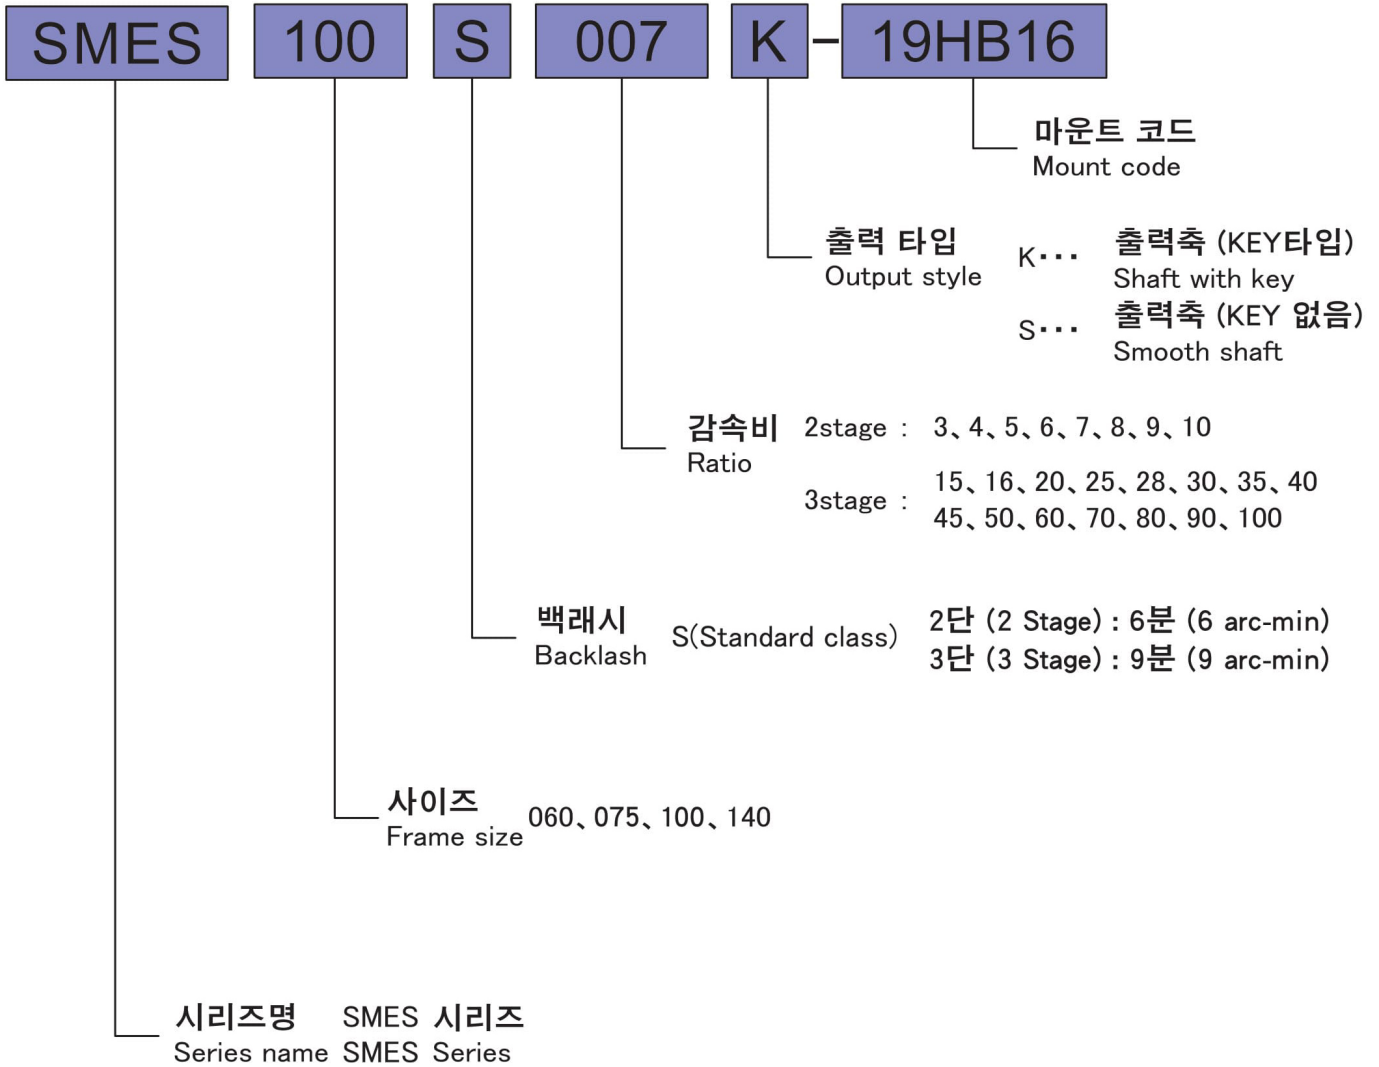 SMES 100 S 007 K - 19HB16
마운트 코드
Mount code
출력 타입 K··· 출력축 (KEY타입)
Output style Shaft with key
S··· 출력축 (KEY 없음)
Smooth shaft
감속비 2stage : 3、4、5、6、7、8、9、10
Ratio
3stage : 15、16、20、25、28、30、35、40
45、50、60、70、80、90、100
백래시 S(Standard class) 2단 (2 Stage) : 6분 (6 arc-min)
Backlash 3단 (3 Stage) : 9분 (9 arc-min)
사이즈 060、075、100、140
Frame size
시리즈명 SMES 시리즈
Series name SMES Series